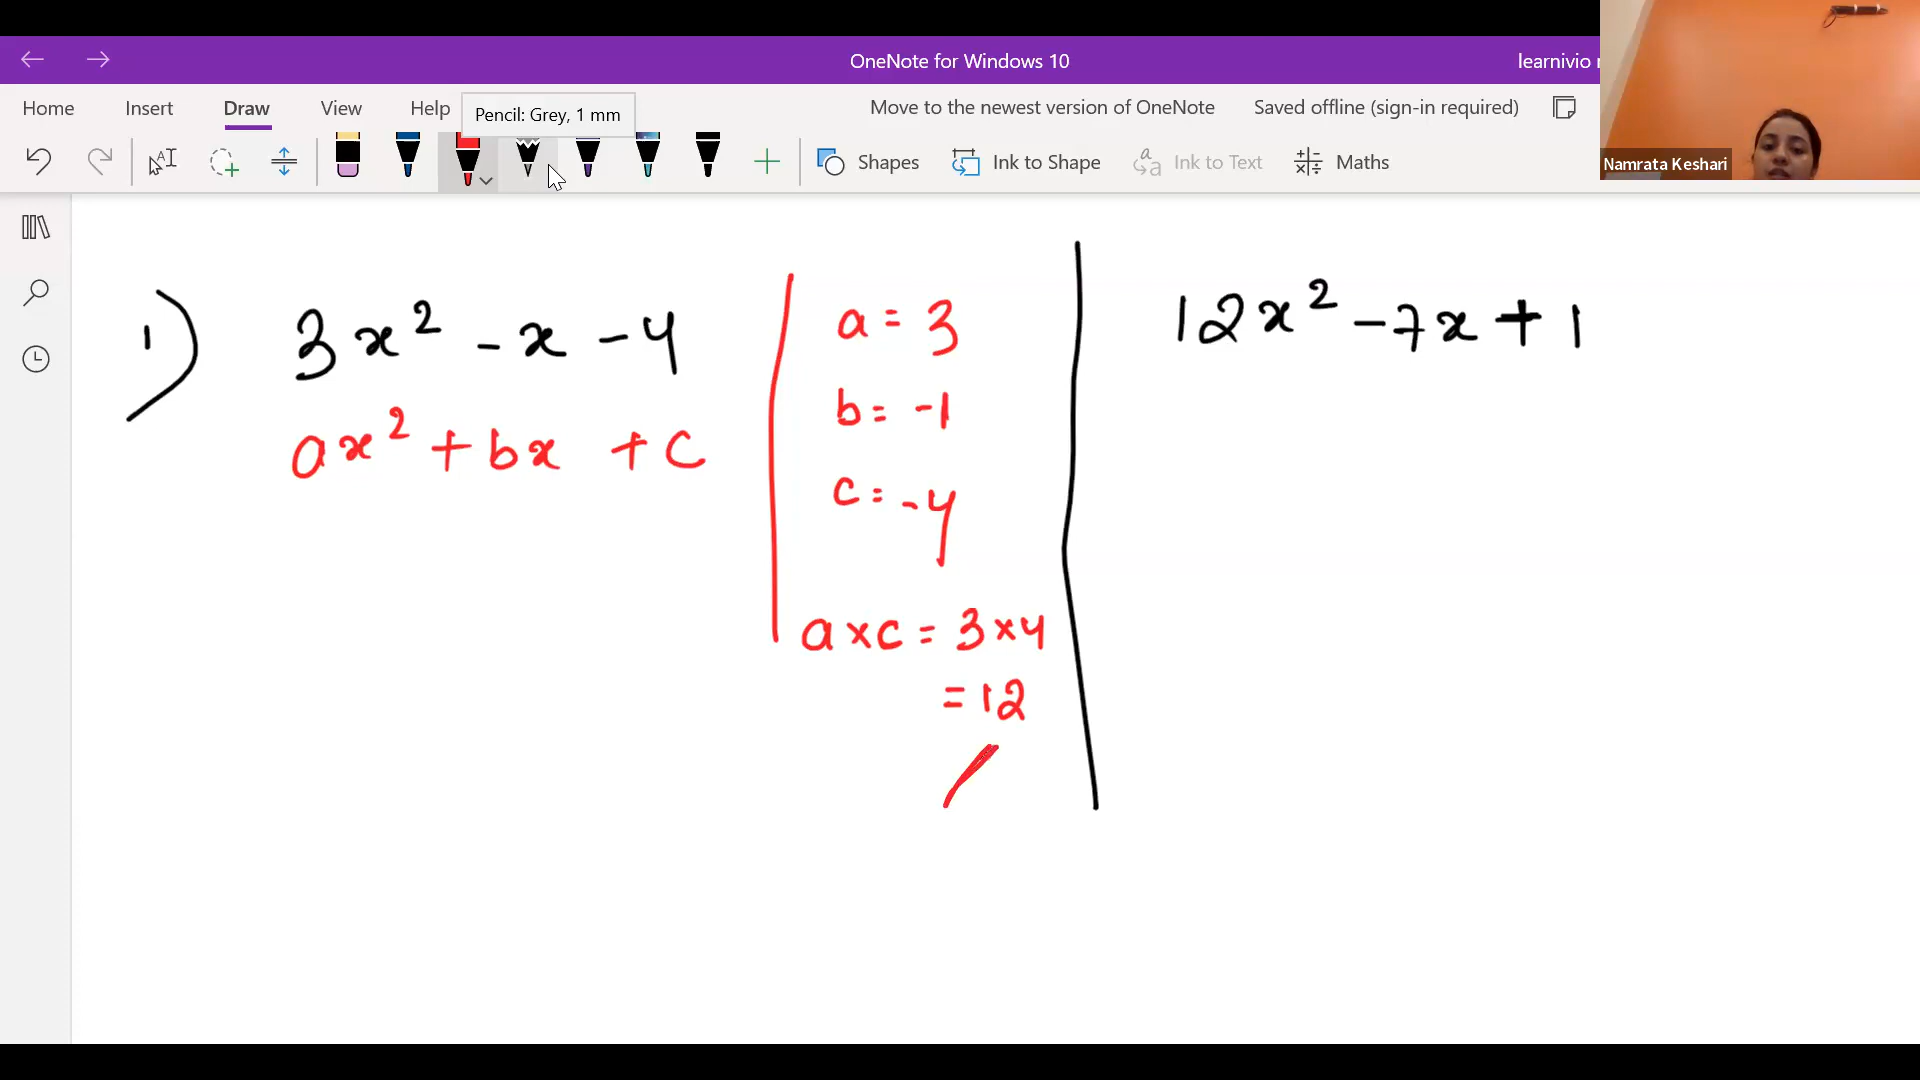 OneNote for Windows 10
learnivio
Home Insert Draw View Help
Pencil: Grey, 1 mm
Move to the newest version of OneNote
Saved offline (sign-in required)
Shapes Ink to Shape Ink to Text Maths
Namrata Keshari
1) 3x² - x - 4
ax² + bx + c
a = 3
b = -1
c = -4
a×c = 3×4
= 12
12x² - 7x + 1